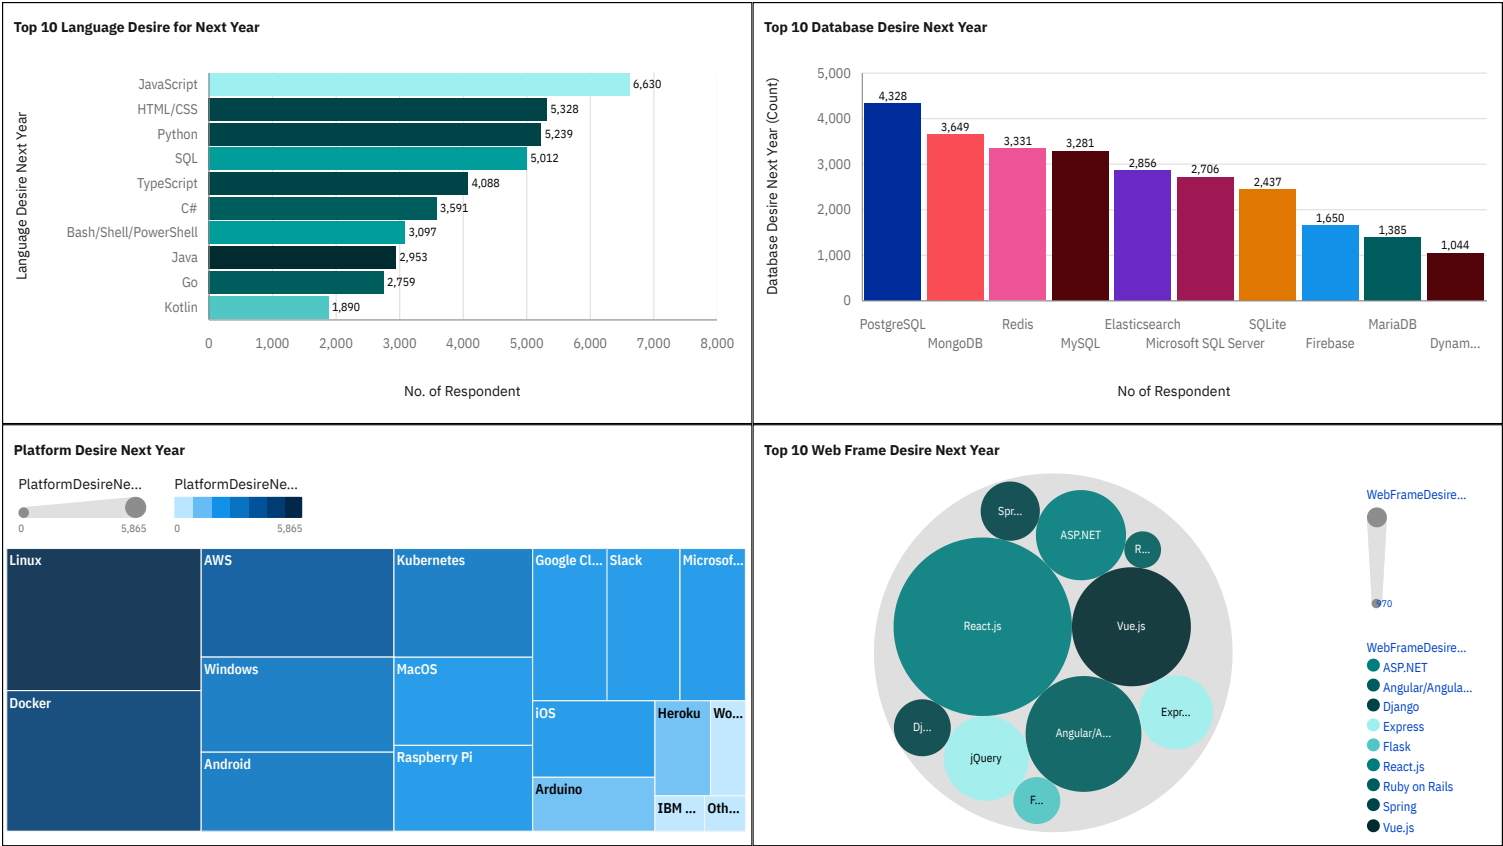 Top 10 Language Desire for Next Year
Language Desire Next Year
JavaScript
HTML/CSS
Python
SQL
TypeScript
C#
Bash/Shell/PowerShell
Java
Go
Kotlin
6,630
5,328
5,239
5,012
4,088
3,591
3,097
2,953
2,759
1,890
0 1,000 2,000 3,000 4,000 5,000 6,000 7,000 8,000
No. of Respondent
Top 10 Database Desire Next Year
Database Desire Next Year (Count)
5,000
4,000
3,000
2,000
1,000
0
4,328
3,649
3,331
3,281
2,856
2,706
2,437
1,650
1,385
1,044
PostgreSQL Redis Elasticsearch SQLite MariaDB
MongoDB MySQL Microsoft SQL Server Firebase Dynam...
No of Respondent
Platform Desire Next Year
PlatformDesireNe...
0 5,865
PlatformDesireNe...
0 5,865
Linux
Docker
AWS
Windows
Android
Kubernetes
MacOS
Raspberry Pi
Google Cl...
Slack
Microsof...
iOS
Arduino
Heroku
Wo...
IBM ...
Oth...
Top 10 Web Frame Desire Next Year
Spr...
ASP.NET
R...
React.js
Vue.js
Dj...
jQuery
Angular/A...
Expr...
F...
WebFrameDesire...
970
WebFrameDesire...
ASP.NET
Angular/Angula...
Django
Express
Flask
React.js
Ruby on Rails
Spring
Vue.js